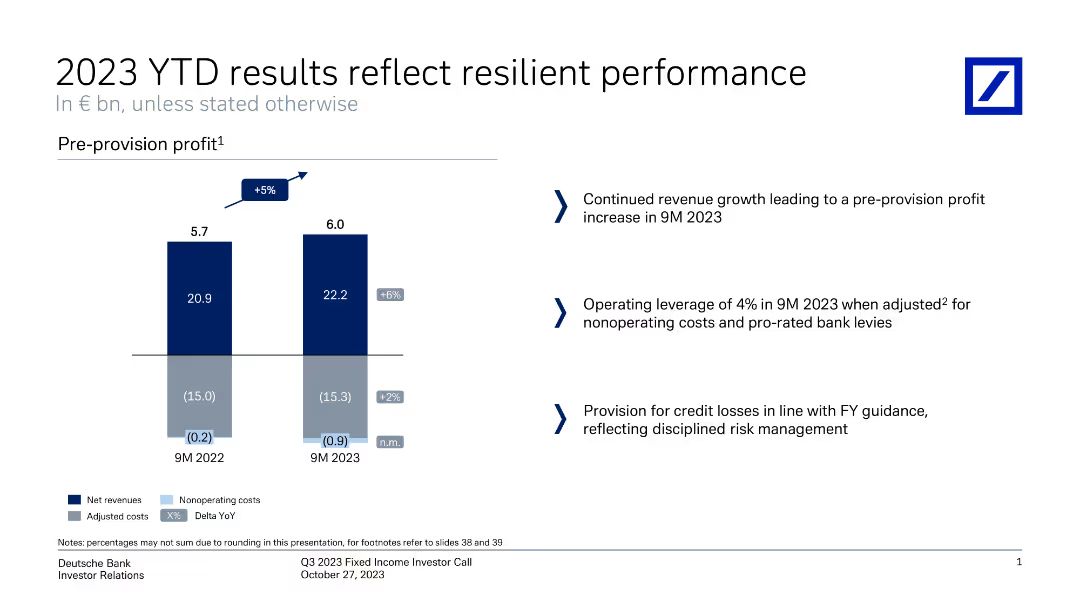 2023 YTD results reflect resilient performance
In € bn, unless stated otherwise
Pre-provision profit¹
+5%
5.7
6.0
20.9
22.2
+6%
(15.0)
(15.3)
+2%
(0.2)
(0.9)
n.m.
9M 2022
9M 2023
Net revenues
Nonoperating costs
Adjusted costs
X%
Delta YoY
Continued revenue growth leading to a pre-provision profit
increase in 9M 2023
Operating leverage of 4% in 9M 2023 when adjusted² for
nonoperating costs and pro-rated bank levies
Provision for credit losses in line with FY guidance,
reflecting disciplined risk management
Notes: percentages may not sum due to rounding in this presentation, for footnotes refer to slides 38 and 39
Deutsche Bank
Investor Relations
Q3 2023 Fixed Income Investor Call
October 27, 2023
1